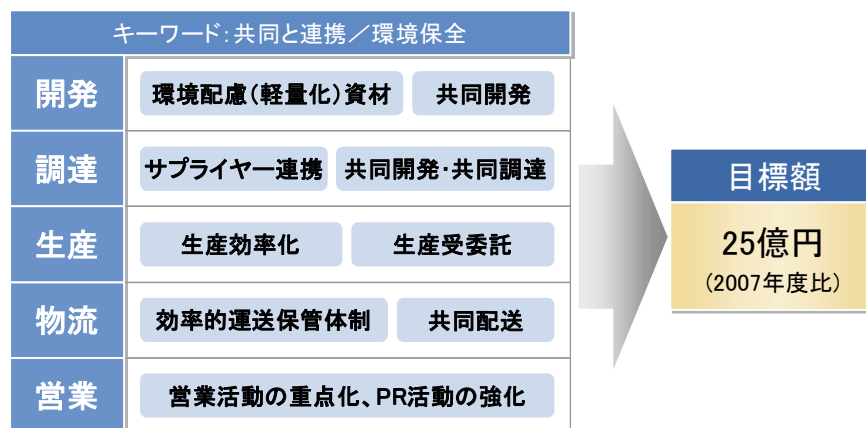 キーワード：共同と連携／環境保全
開発
環境配慮（軽量化）資材
共同開発
調達
サプライヤー連携
共同開発・共同調達
生産
生産効率化
生産受委託
物流
効率的運送保管体制
共同配送
営業
営業活動の重点化、PR活動の強化
目標額
25億円
（2007年度比）